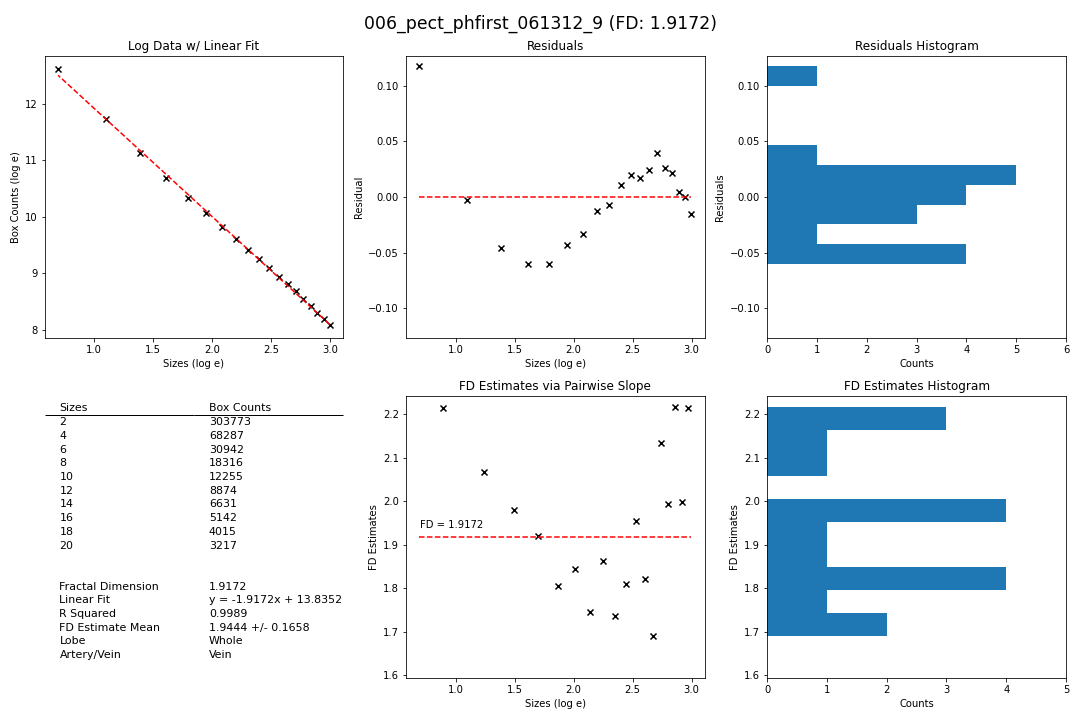 006_pect_phfirst_061312_9 (FD: 1.9172)
Log Data w/ Linear Fit
Box Counts (log e)
12
11
10
9
8
1.0 1.5 2.0 2.5 3.0
Sizes (log e)
Residuals
Residual
0.10
0.05
0.00
−0.05
−0.10
1.0 1.5 2.0 2.5 3.0
Sizes (log e)
Residuals Histogram
Residuals
0.10
0.05
0.00
−0.05
−0.10
0 1 2 3 4 5 6
Counts
Sizes Box Counts
2 303773
4 68287
6 30942
8 18316
10 12255
12 8874
14 6631
16 5142
18 4015
20 3217
Fractal Dimension 1.9172
Linear Fit y = -1.9172x + 13.8352
R Squared 0.9989
FD Estimate Mean 1.9444 +/- 0.1658
Lobe Whole
Artery/Vein Vein
FD Estimates via Pairwise Slope
FD Estimates
2.2
2.1
2.0
1.9
1.8
1.7
1.6
FD = 1.9172
1.0 1.5 2.0 2.5 3.0
Sizes (log e)
FD Estimates Histogram
FD Estimates
2.2
2.1
2.0
1.9
1.8
1.7
1.6
0 1 2 3 4 5
Counts